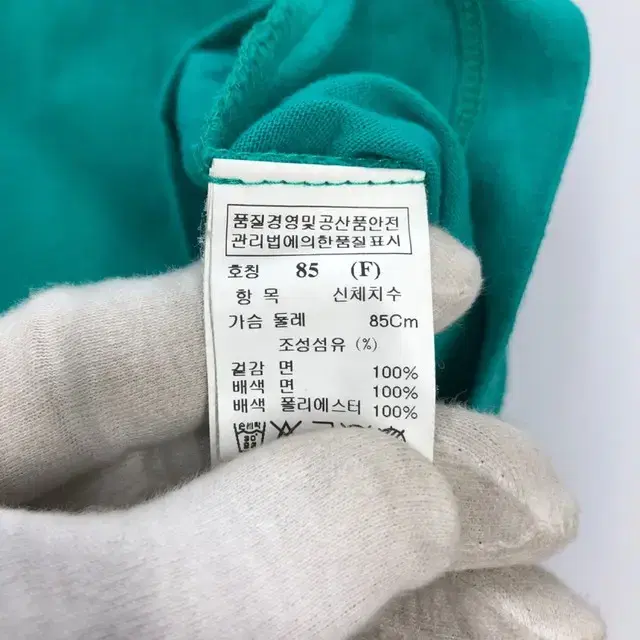 품질경영및공산품안전
관리법에의한품질표시
호칭 85 (F)
항 목 신체치수
가슴 둘레 85Cm
조성섬유 (%)
겉감 면 100%
배색 면 100%
배색 폴리에스터 100%